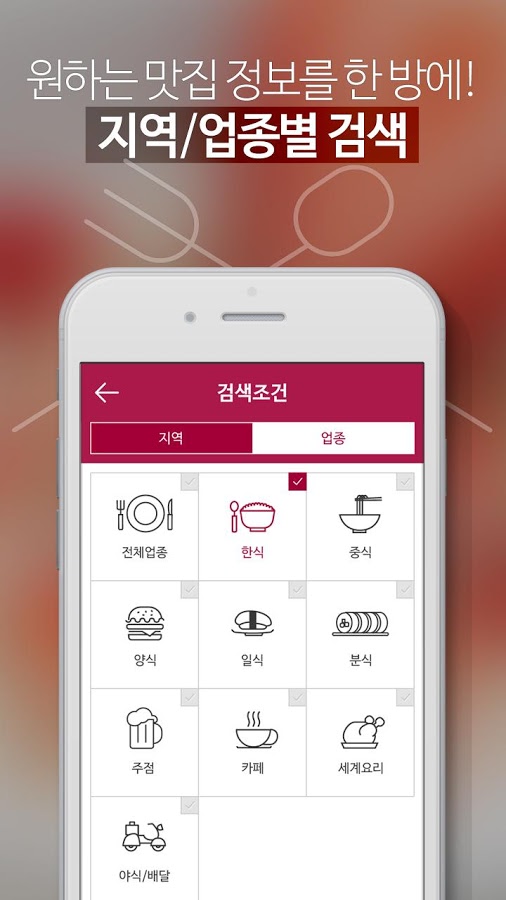 원하는 맛집 정보를 한 방에!
지역/업종별 검색
검색조건
지역 업종
전체업종 한식 중식
양식 일식 분식
주점 카페 세계요리
야식/배달